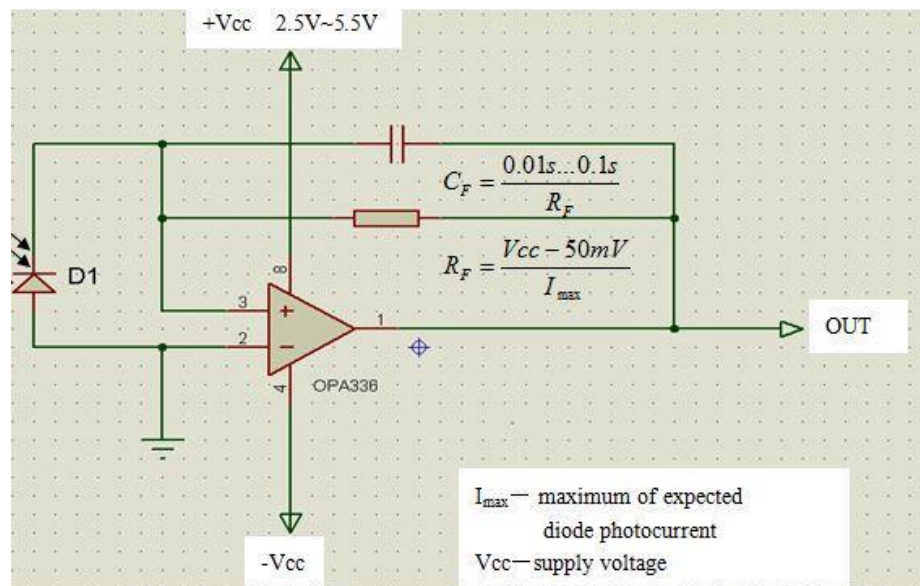 +Vcc 2.5V~5.5V
C_F = 0.01s...0.1s / R_F
D1
8
R_F = Vcc − 50mV / I_max
3
+
1
OUT
2
−
4
OPA336
I_max— maximum of expected
diode photocurrent
-Vcc
Vcc—supply voltage